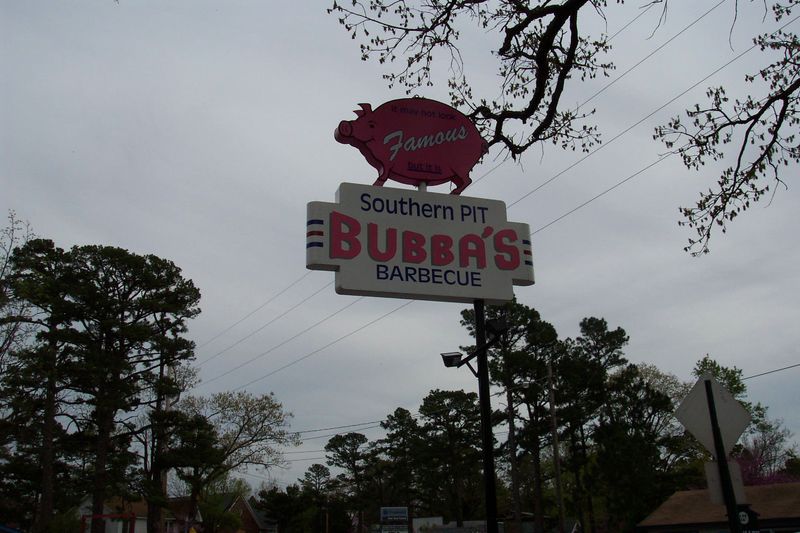 it may not look
Famous
but it is
Southern PIT
BUBBA'S
BARBECUE